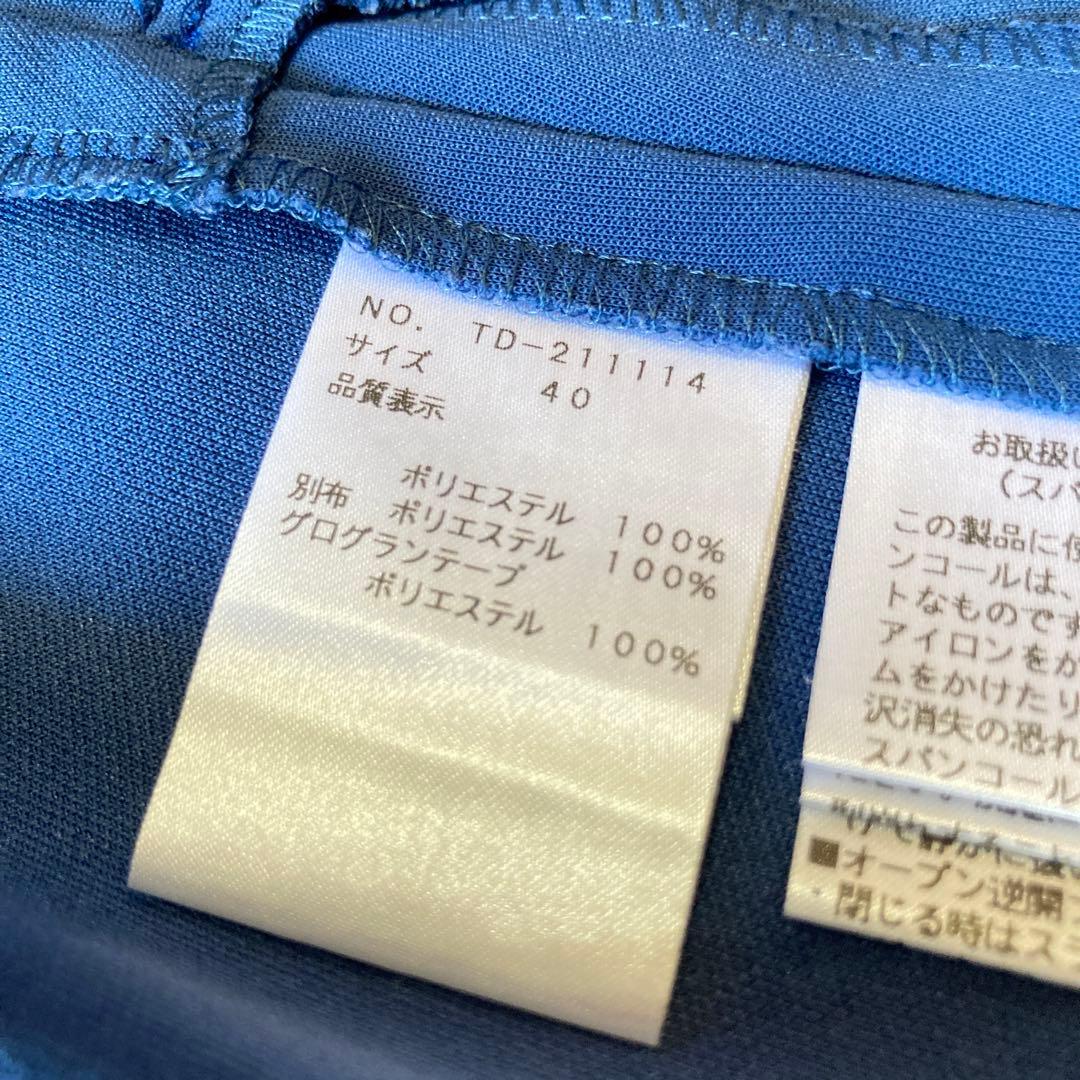 NO. TD-211114
サイズ 40
品質表示
ポリエステル 100%
別布 ポリエステル 100%
グログランテープ
ポリエステル 100%
お取扱い
(スパ
この製品に使
ンコールは、
トなものです
アイロンをか
ムをかけたり
沢消失の恐れ
スパンコール
■オープン逆開
閉じる時はス